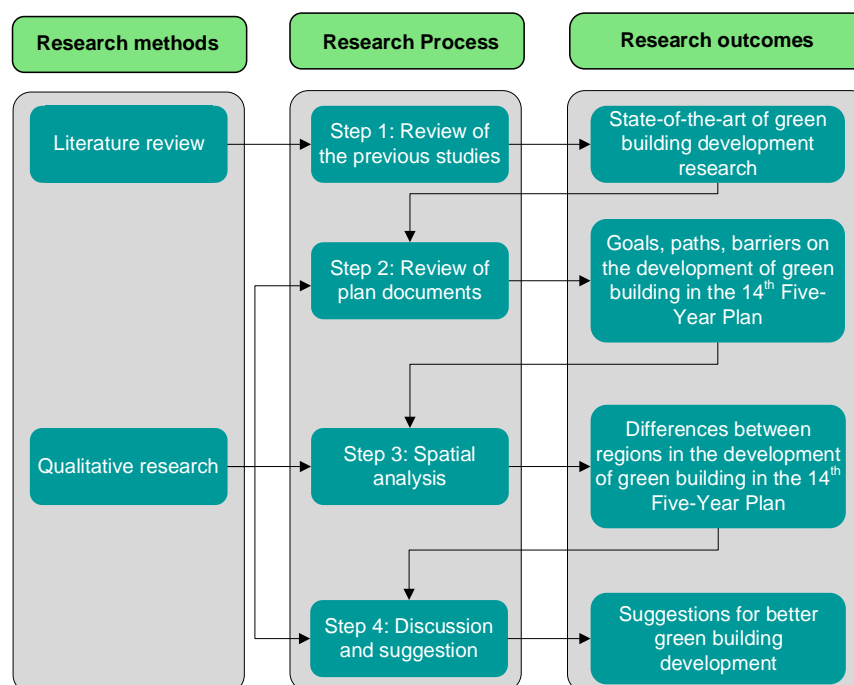 Research methods
Research Process
Research outcomes
Literature review
Step 1: Review of
the previous studies
State-of-the-art of green
building development
research
Step 2: Review of
plan documents
Goals, paths, barriers on
the development of green
building in the 14th Five-
Year Plan
Qualitative research
Step 3: Spatial
analysis
Differences between
regions in the development
of green building in the 14th
Five-Year Plan
Step 4: Discussion
and suggestion
Suggestions for better
green building
development